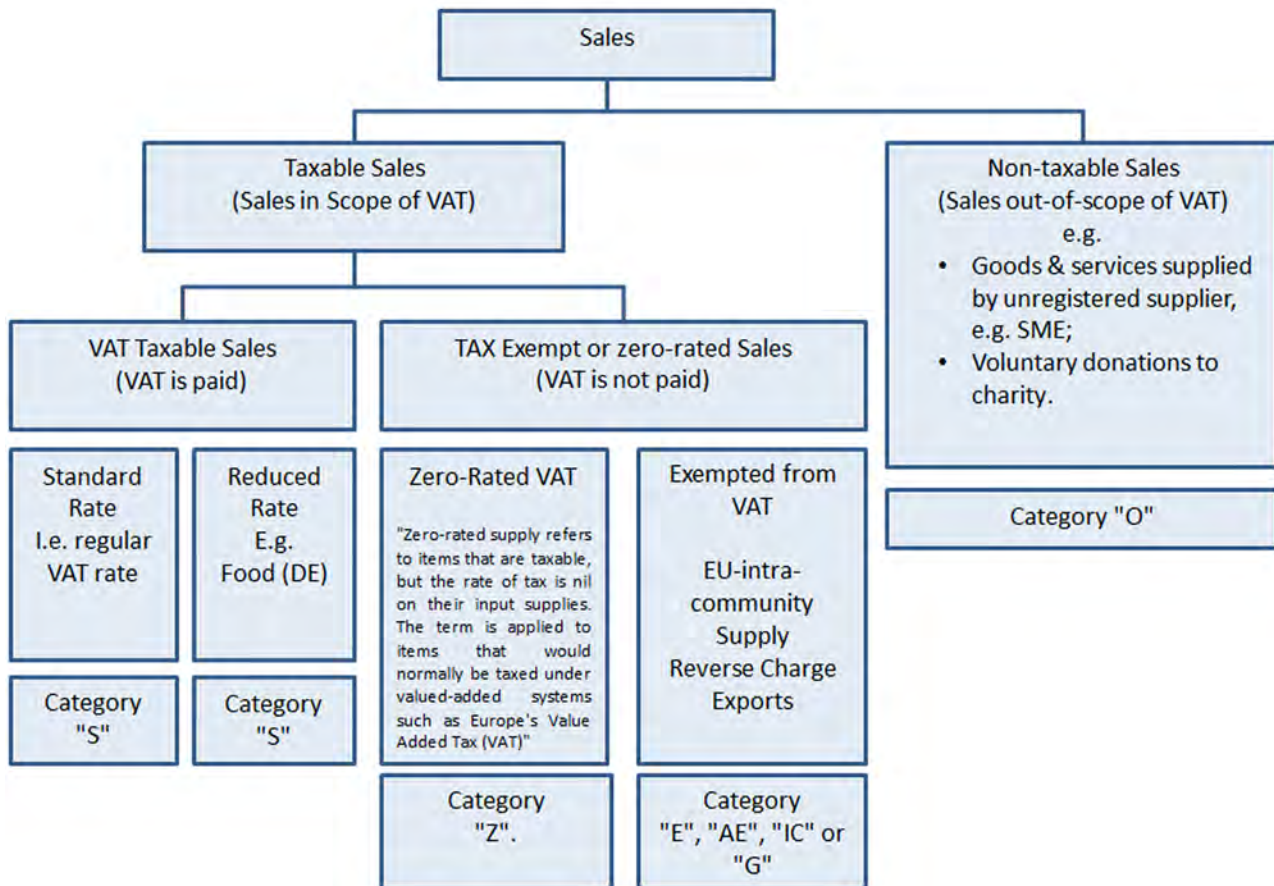 Sales
Taxable Sales
(Sales in Scope of VAT)
Non-taxable Sales
(Sales out-of-scope of VAT)
e.g.
• Goods & services supplied
by unregistered supplier,
e.g. SME;
• Voluntary donations to
charity.
VAT Taxable Sales
(VAT is paid)
TAX Exempt or zero-rated Sales
(VAT is not paid)
Standard
Rate
I.e. regular
VAT rate
Reduced
Rate
E.g.
Food (DE)
Zero-Rated VAT
"Zero-rated supply refers
to items that are taxable,
but the rate of tax is nil
on their input supplies.
The term is applied to
items that would
normally be taxed under
valued-added systems
such as Europe's Value
Added Tax (VAT)"
Exempted from
VAT
EU-intra-
community
Supply
Reverse Charge
Exports
Category "O"
Category
"S"
Category
"S"
Category
"Z".
Category
"E", "AE", "IC" or
"G"